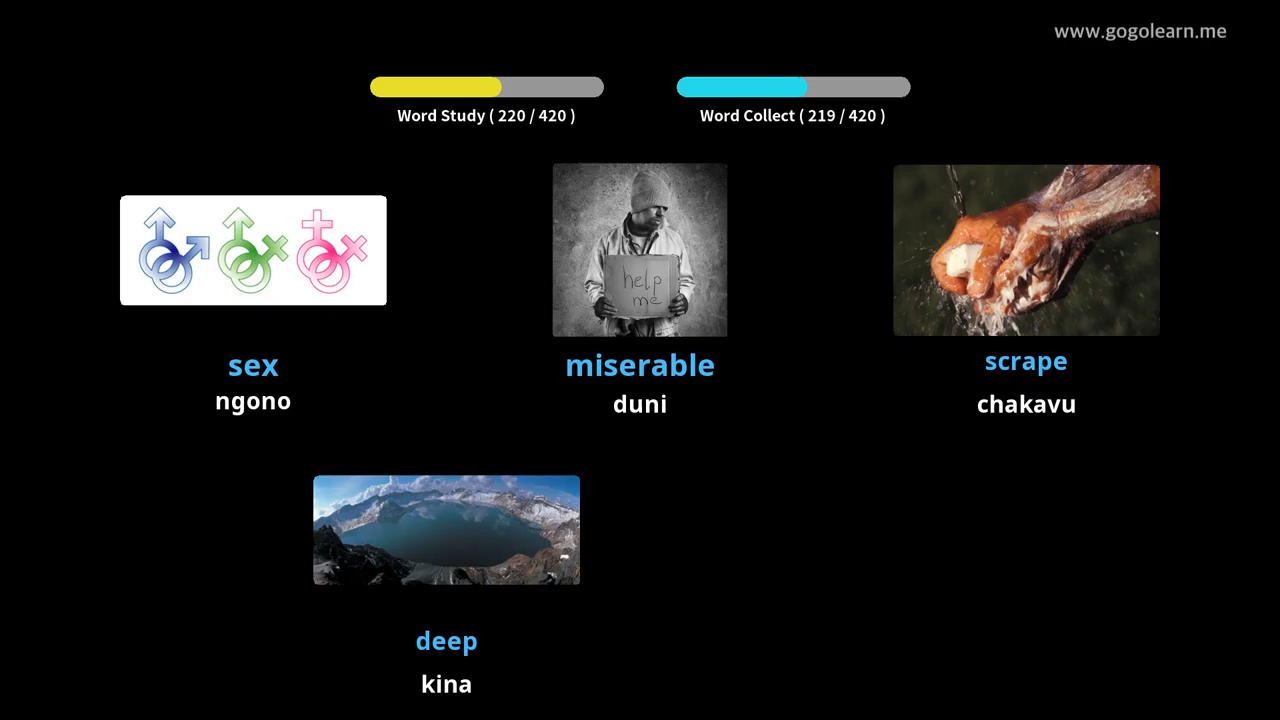 www.gogolearn.me
Word Study ( 220 / 420 )
Word Collect ( 219 / 420 )
help
me
sex
ngono
miserable
duni
scrape
chakavu
deep
kina